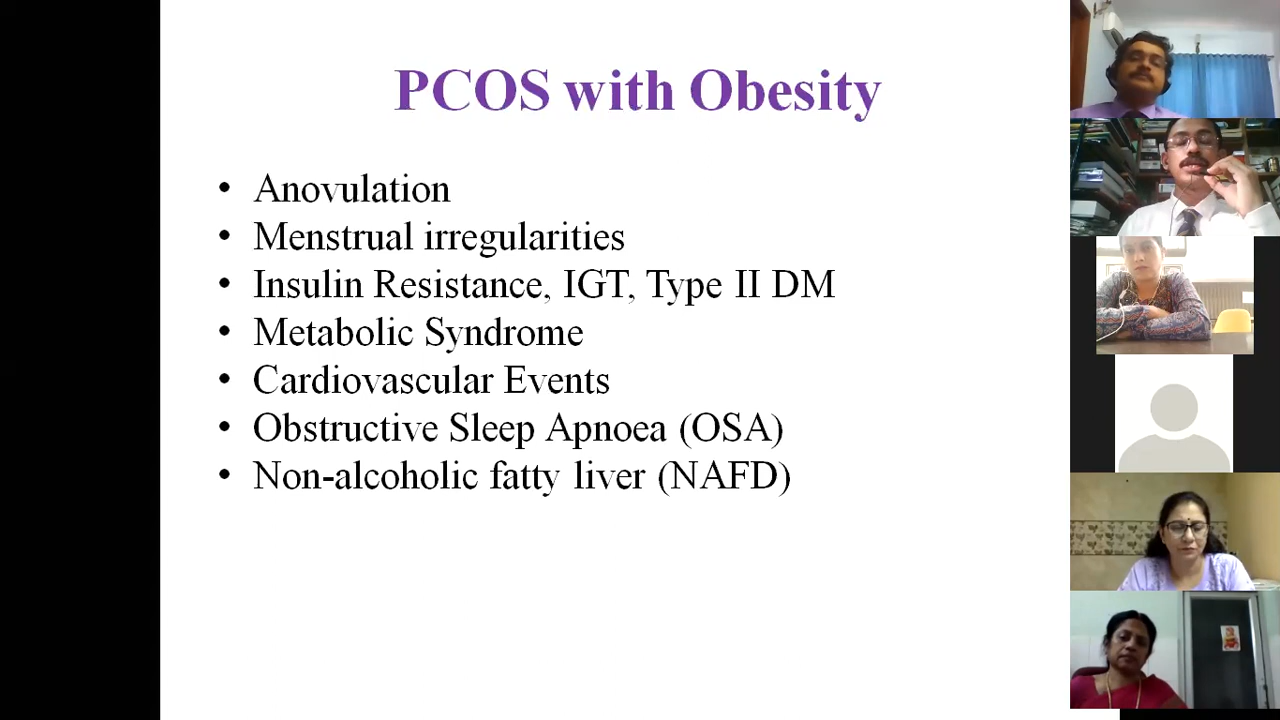 PCOS with Obesity
• Anovulation
• Menstrual irregularities
• Insulin Resistance, IGT, Type II DM
• Metabolic Syndrome
• Cardiovascular Events
• Obstructive Sleep Apnoea (OSA)
• Non-alcoholic fatty liver (NAFD)